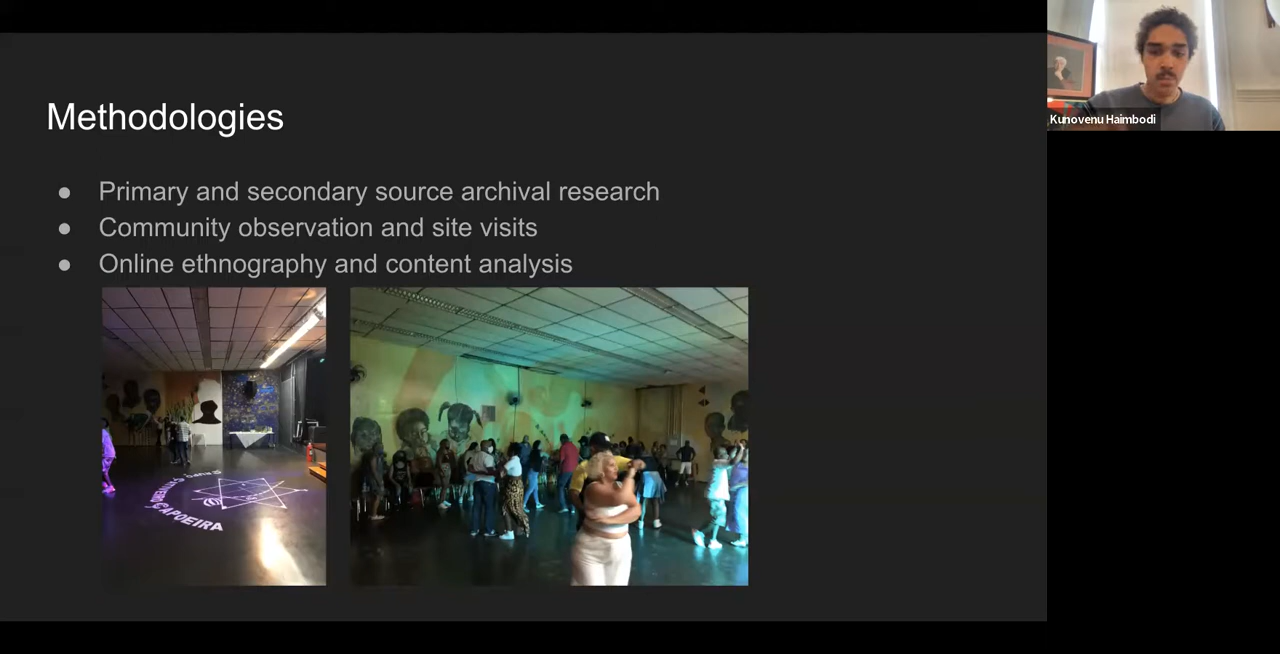 Methodologies
Kunovenu Haimbodi
● Primary and secondary source archival research
● Community observation and site visits
● Online ethnography and content analysis
CAPOEIRA